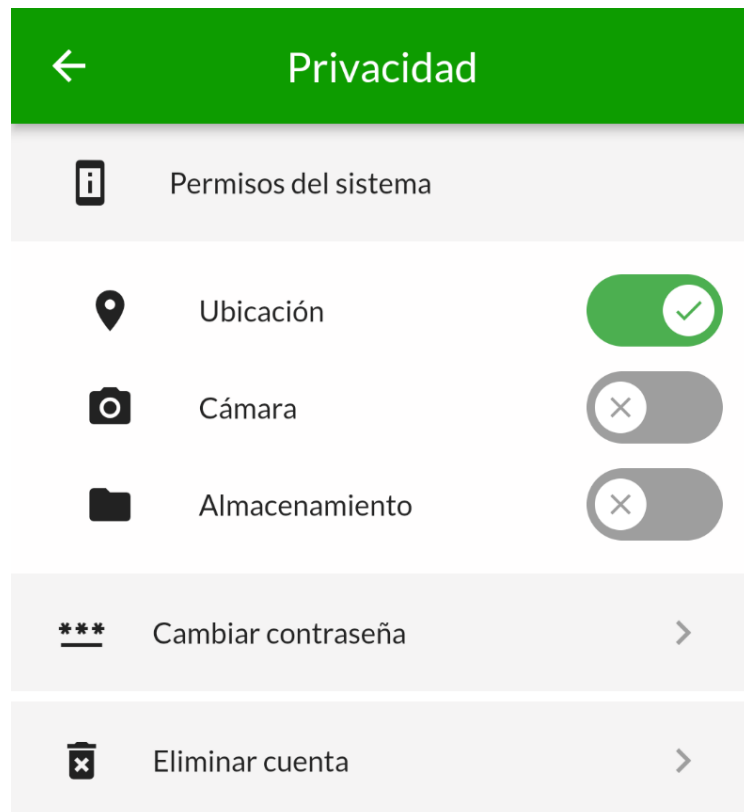 Privacidad
Permisos del sistema
Ubicación
Cámara
Almacenamiento
Cambiar contraseña
Eliminar cuenta